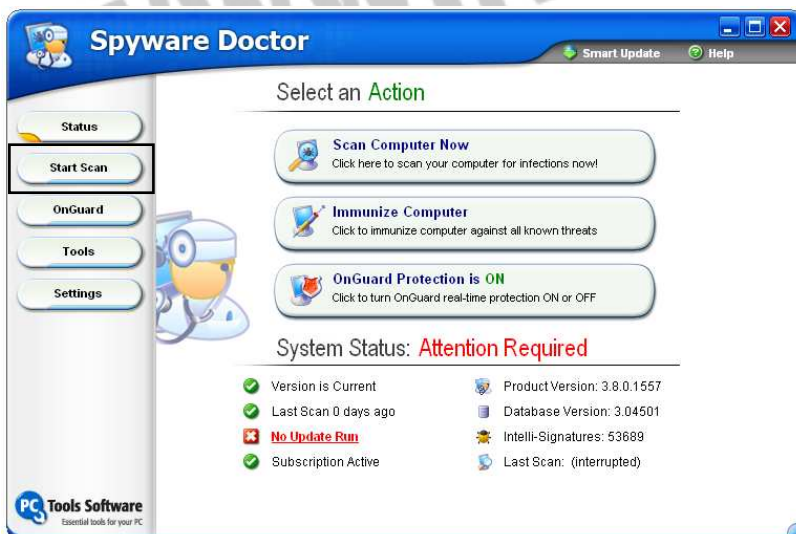 Spyware Doctor
Smart Update
Help
Status
Start Scan
OnGuard
Tools
Settings
Select an Action
Scan Computer Now
Click here to scan your computer for infections now!
Immunize Computer
Click to immunize computer against all known threats
OnGuard Protection is ON
Click to turn OnGuard real-time protection ON or OFF
System Status: Attention Required
Version is Current
Product Version: 3.8.0.1557
Last Scan 0 days ago
Database Version: 3.04501
No Update Run
Intelli-Signatures: 53689
Subscription Active
Last Scan: (interrupted)
PC Tools Software
Essential tools for your PC